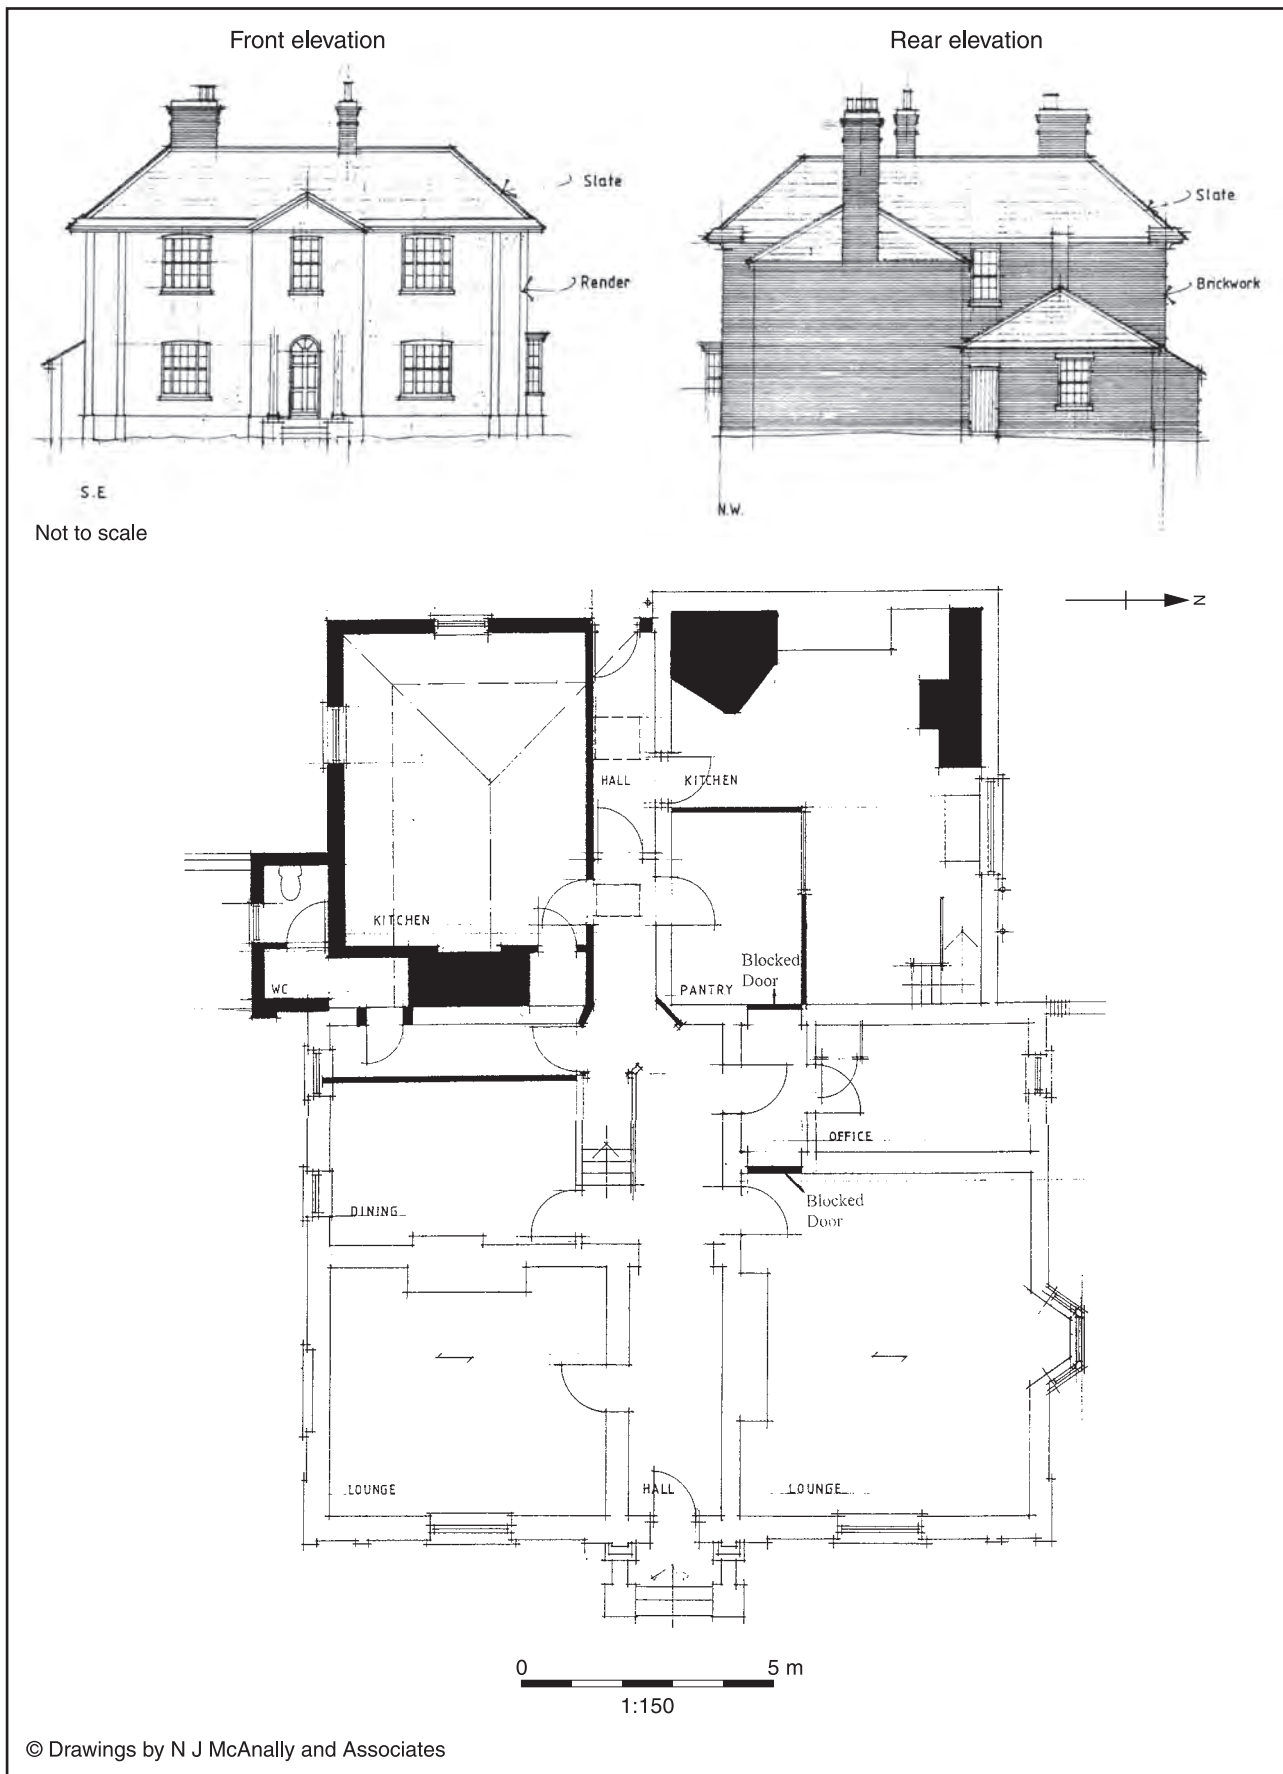 Front elevation
Rear elevation
Slate
Slate
Render
Brickwork
S.E.
N.W.
Not to scale
N
HALL
KITCHEN
KITCHEN
Blocked
Door
WC
PANTRY
OFFICE
DINING
Blocked
Door
LOUNGE
HALL
LOUNGE
0
5 m
1:150
© Drawings by N J McAnally and Associates